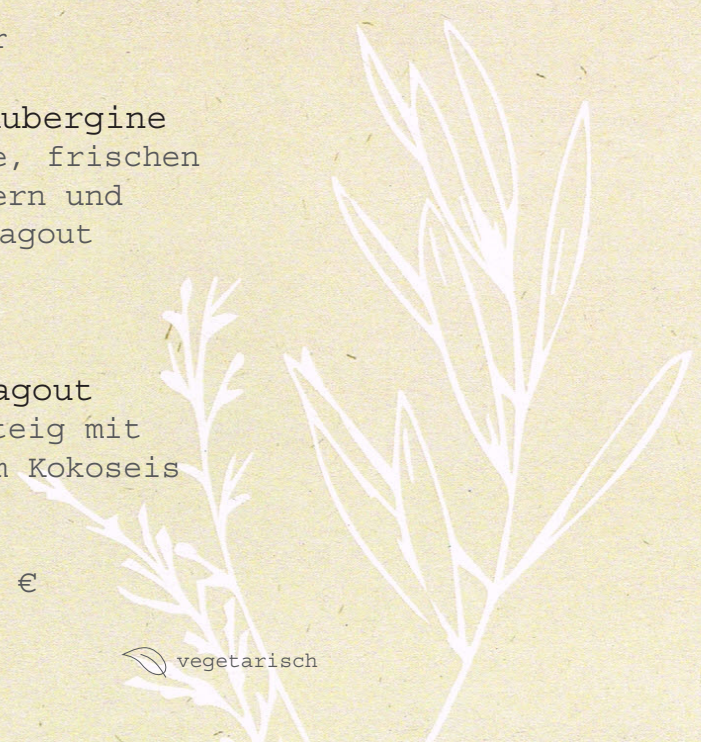 r
ubergine
e, frischen
ern und
agout
agout
teig mit
m Kokoseis
€
vegetarisch